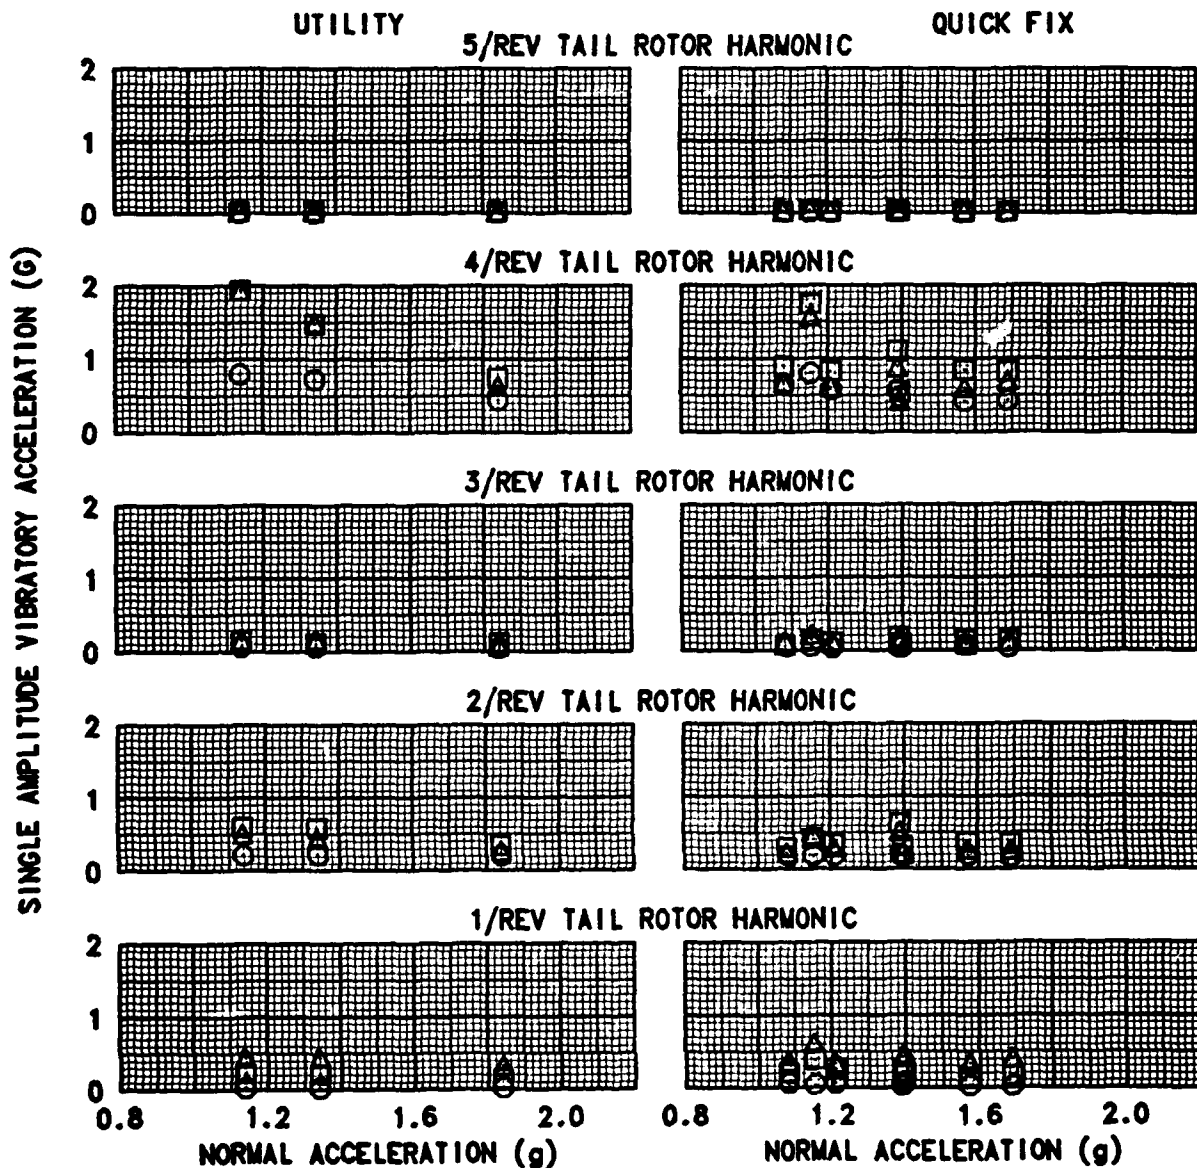 UTILITY QUICK FIX
5/REV TAIL ROTOR HARMONIC
2
1
0
4/REV TAIL ROTOR HARMONIC
2
1
0
3/REV TAIL ROTOR HARMONIC
2
1
0
2/REV TAIL ROTOR HARMONIC
2
1
0
1/REV TAIL ROTOR HARMONIC
2
1
0
SINGLE AMPLITUDE VIBRATORY ACCELERATION (G)
0.8 1.2 1.6 2.0 0.8 1.2 1.6 2.0
NORMAL ACCELERATION (g) NORMAL ACCELERATION (g)